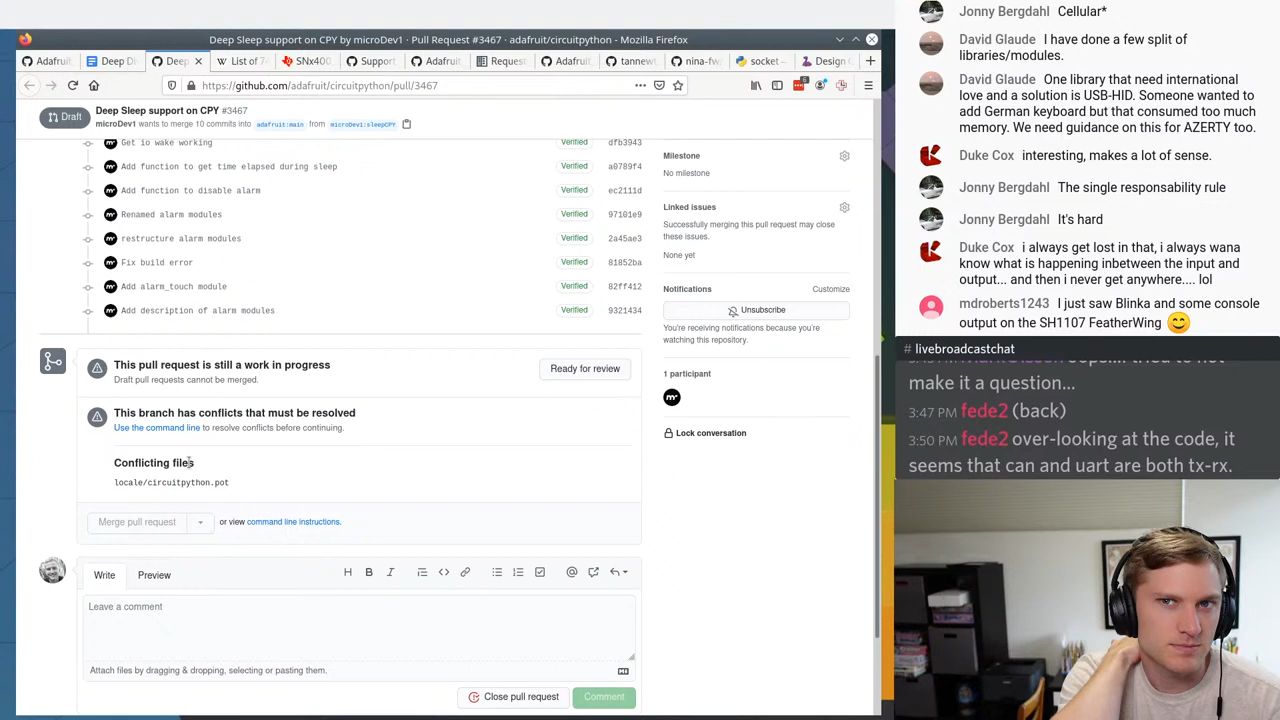 Deep Sleep support on CPY by microDev1 · Pull Request #3467 · adafruit/circuitpython - Mozilla Firefox
Adafruit Deep D Deep List of 74 SNx400 Support Adafruit Request Adafruit tannewt nina-fw socket – Design G
https://github.com/adafruit/circuitpython/pull/3467
Draft
Deep Sleep support on CPY #3467
microDev1 wants to merge 10 commits into adafruit:main from microDev1:sleepCPY
Get io wake working Verified dfb3943
Add function to get time elapsed during sleep Verified a0789f4
Add function to disable alarm Verified ec2111d
Renamed alarm modules Verified 97101e9
restructure alarm modules Verified 2a45ae3
Fix build error Verified 81852ba
Add alarm_touch module Verified 82ff412
Add description of alarm modules Verified 9321434
This pull request is still a work in progress
Draft pull requests cannot be merged.
Ready for review
This branch has conflicts that must be resolved
Use the command line to resolve conflicts before continuing.
Conflicting files
locale/circuitpython.pot
Merge pull request or view command line instructions.
Write Preview
Leave a comment
Attach files by dragging & dropping, selecting or pasting them.
Close pull request Comment
Milestone
No milestone
Linked issues
Successfully merging this pull request may close
these issues.
None yet
Notifications Customize
Unsubscribe
You're receiving notifications because you're
watching this repository.
1 participant
Lock conversation
Jonny Bergdahl Cellular*
David Glaude I have done a few split of
libraries/modules.
David Glaude One library that need international
love and a solution is USB-HID. Someone wanted to
add German keyboard but that consumed too much
memory. We need guidance on this for AZERTY too.
Duke Cox interesting, makes a lot of sense.
Jonny Bergdahl The single responsability rule
Jonny Bergdahl It's hard
Duke Cox i always get lost in that, i always wana
know what is happening inbetween the input and
output... and then i never get anywhere.... lol
mdroberts1243 I just saw Blinka and some console
output on the SH1107 FeatherWing 😊
# livebroadcastchat
make it a question...
3:47 PM fede2 (back)
3:50 PM fede2 over-looking at the code, it
seems that can and uart are both tx-rx.